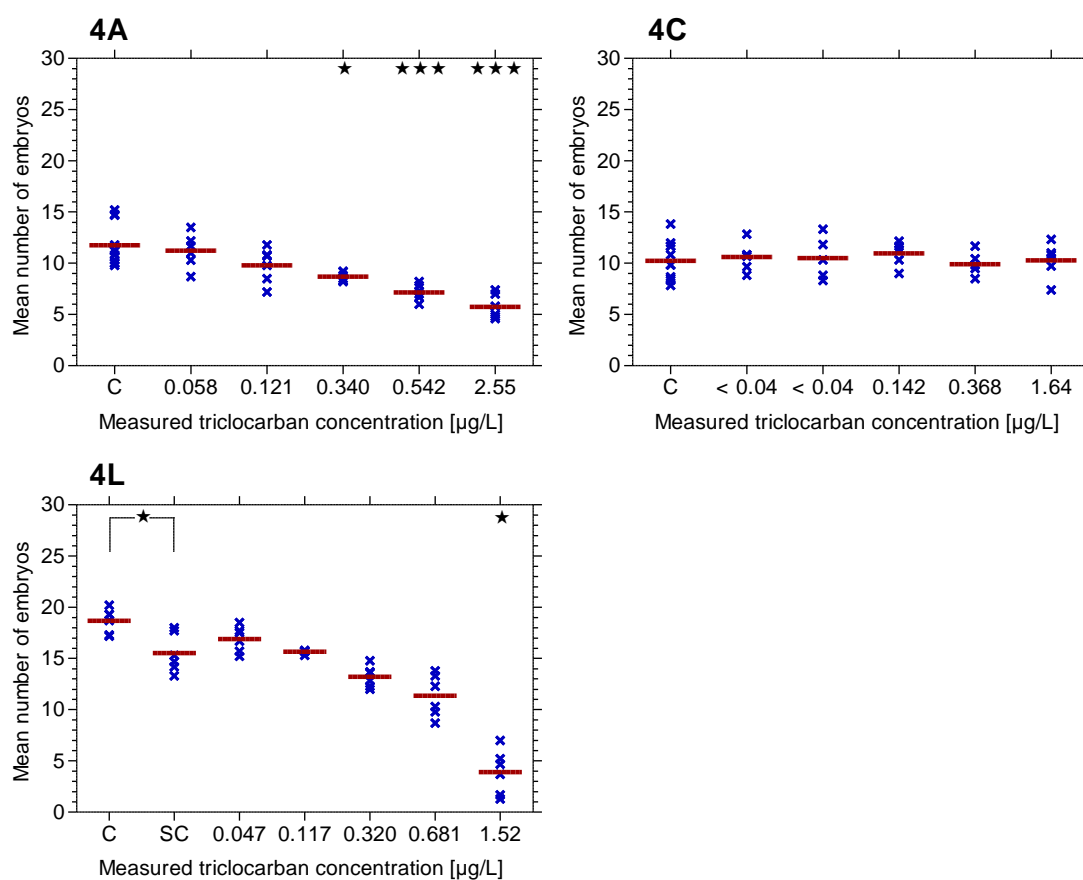 4A
30
25
20
15
10
5
0
Mean number of embryos
C 0.058 0.121 0.340 0.542 2.55
Measured triclocarban concentration [µg/L]
4C
30
25
20
15
10
5
0
Mean number of embryos
C < 0.04 < 0.04 0.142 0.368 1.64
Measured triclocarban concentration [µg/L]
4L
30
25
20
15
10
5
0
Mean number of embryos
C SC 0.047 0.117 0.320 0.681 1.52
Measured triclocarban concentration [µg/L]